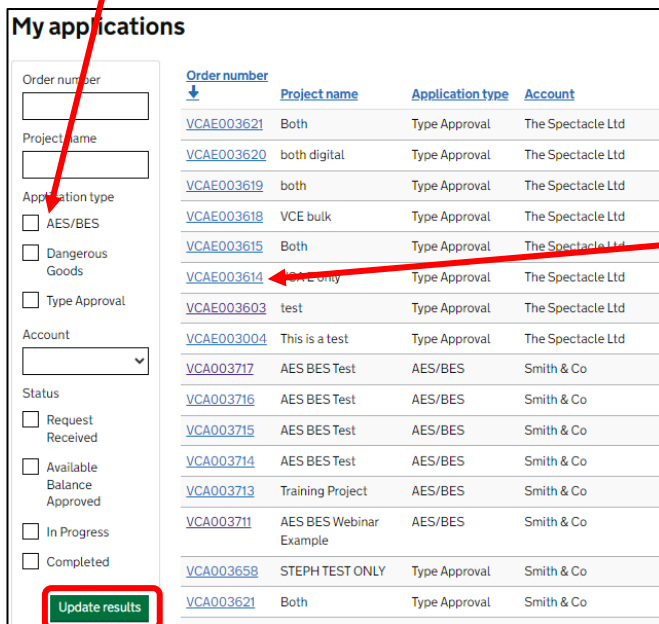 My applications
Order number
Project name
Application type
AES/BES
Dangerous
Goods
Type Approval
Account
Status
Request
Received
Available
Balance
Approved
In Progress
Completed
Update results
Order number Project name Application type Account
VCAE003621 Both Type Approval The Spectacle Ltd
VCAE003620 both digital Type Approval The Spectacle Ltd
VCAE003619 both Type Approval The Spectacle Ltd
VCAE003618 VCE bulk Type Approval The Spectacle Ltd
VCAE003615 Both Type Approval The Spectacle Ltd
VCAE003614 only Type Approval The Spectacle Ltd
VCAE003603 test Type Approval The Spectacle Ltd
VCAE003004 This is a test Type Approval The Spectacle Ltd
VCA003717 AES BES Test AES/BES Smith & Co
VCA003716 AES BES Test AES/BES Smith & Co
VCA003715 AES BES Test AES/BES Smith & Co
VCA003714 AES BES Test AES/BES Smith & Co
VCA003713 Training Project AES/BES Smith & Co
VCA003711 AES BES Webinar AES/BES Smith & Co
Example
VCA003658 STEPH TEST ONLY Type Approval Smith & Co
VCA003621 Both Type Approval Smith & Co